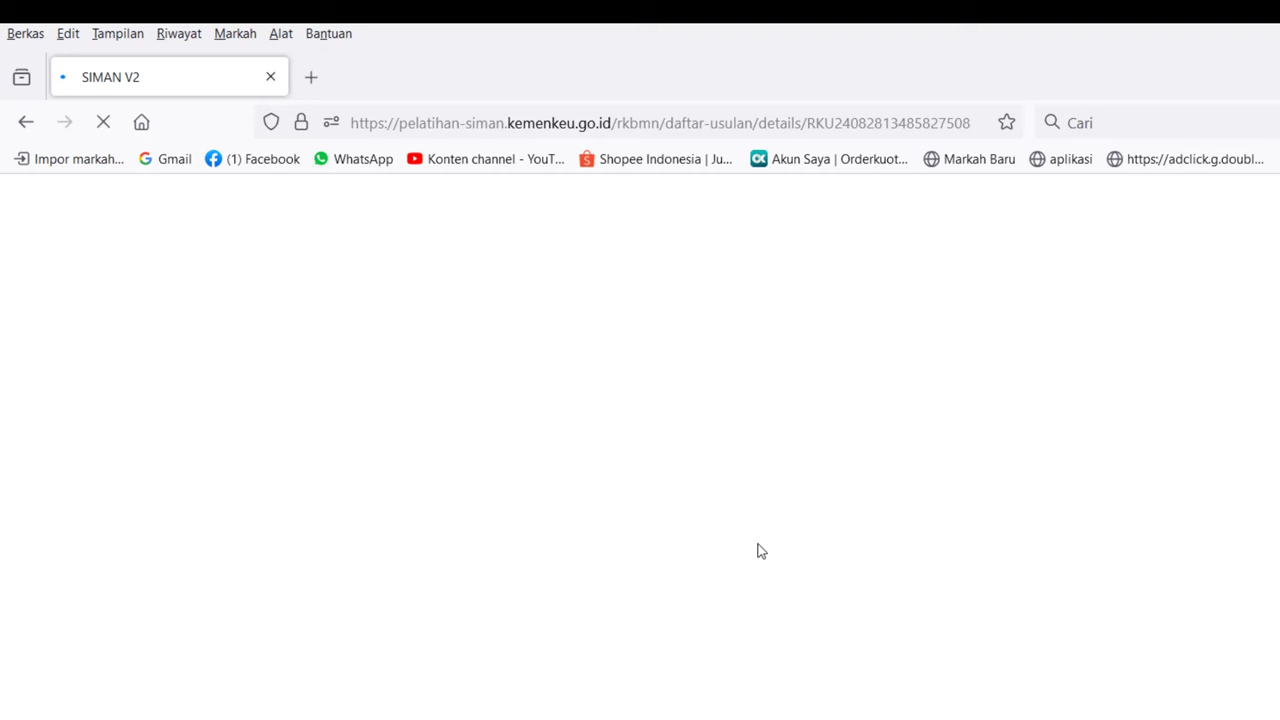 Berkas Edit Tampilan Riwayat Markah Alat Bantuan
SIMAN V2
https://pelatihan-siman.kemenkeu.go.id/rkbmn/daftar-usulan/details/RKU24082813485827508 Cari
Impor markah... Gmail (1) Facebook WhatsApp Konten channel - YouT... Shopee Indonesia | Ju... Akun Saya | Orderkuot... Markah Baru aplikasi https://adclick.g.doubl...